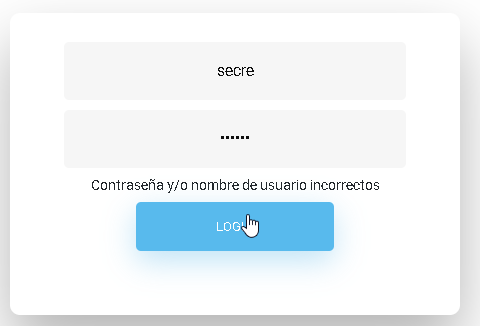 secre
••••••
Contraseña y/o nombre de usuario incorrectos